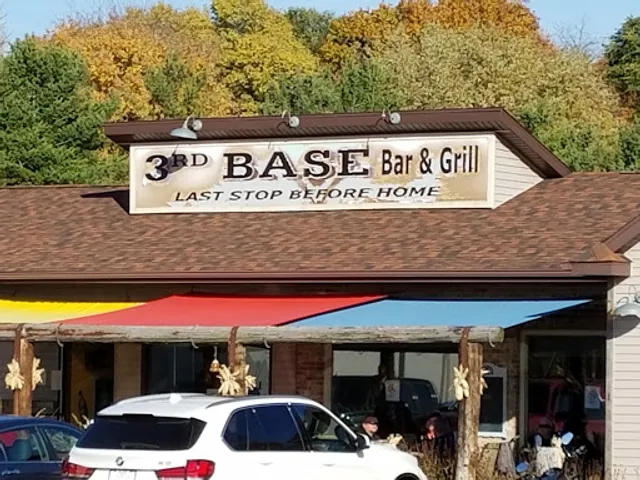 3RD BASE Bar & Grill
LAST STOP BEFORE HOME